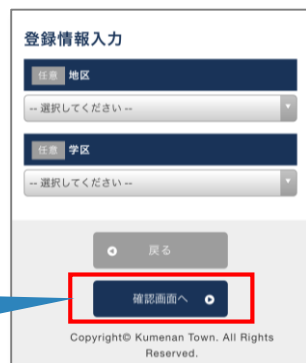 登録情報入力
任意 地区
-- 選択してください --
任意 学区
-- 選択してください --
戻る
確認画面へ
Copyright© Kumenan Town. All Rights
Reserved.